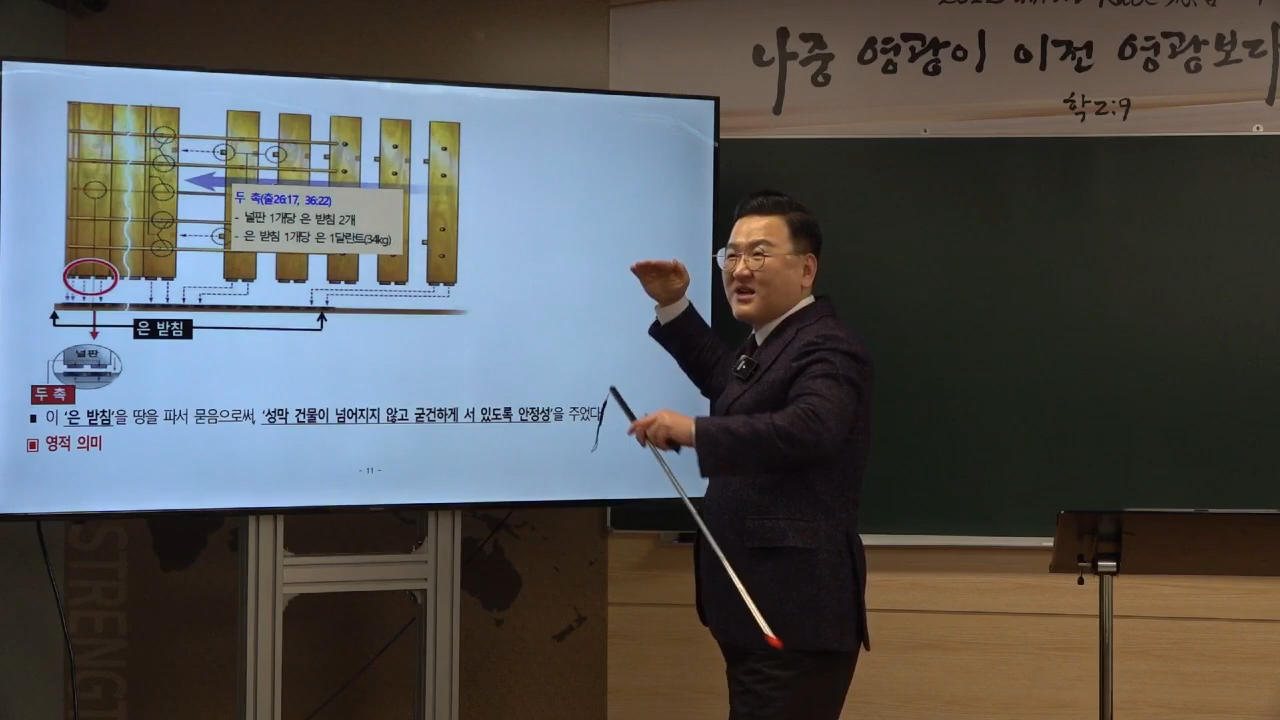 나중 영광이 이전 영광보다
학2:9
두 촉(출26:17, 36:22)
- 널판 1개당 은 받침 2개
- 은 받침 1개당 은 1달란트(34kg)
은 받침
널판
두 촉
■ 이 '은 받침'을 땅을 파서 묻음으로써, '성막 건물이 넘어지지 않고 굳건하게 서 있도록 안정성'을 주었다
▣ 영적 의미
- 11 -
STRENGT